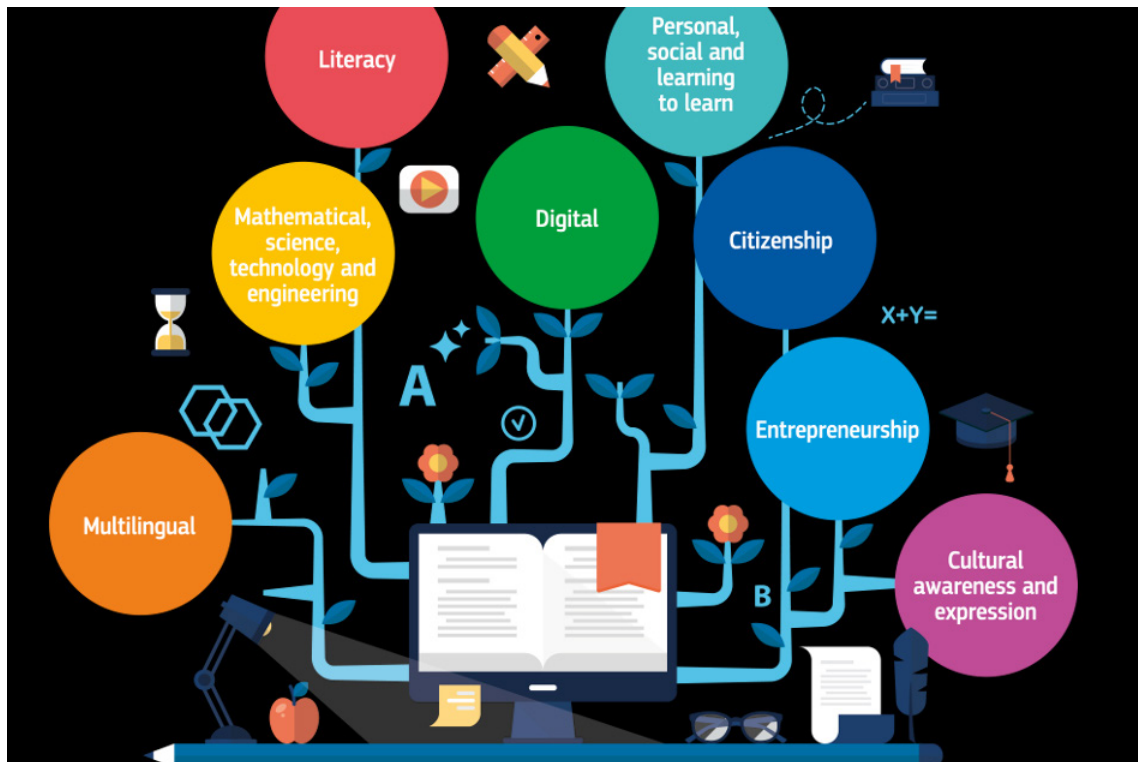 Literacy
Personal,
social and
learning
to learn
Mathematical,
science,
technology and
engineering
Digital
Citizenship
X+Y=
A
Entrepreneurship
Multilingual
Cultural
awareness and
expression
B